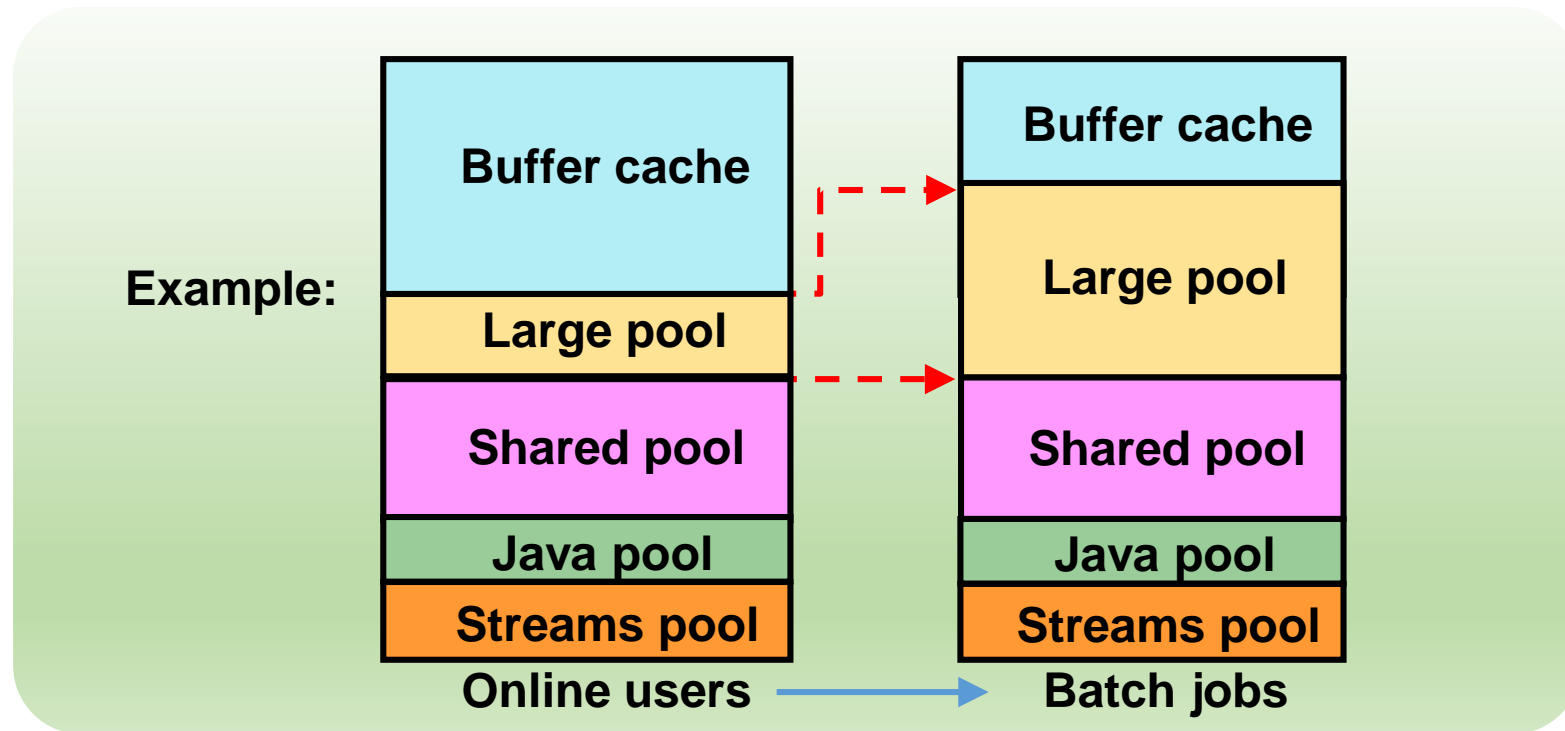 Example:
Buffer cache
Large pool
Shared pool
Java pool
Streams pool
Online users
Buffer cache
Large pool
Shared pool
Java pool
Streams pool
Batch jobs